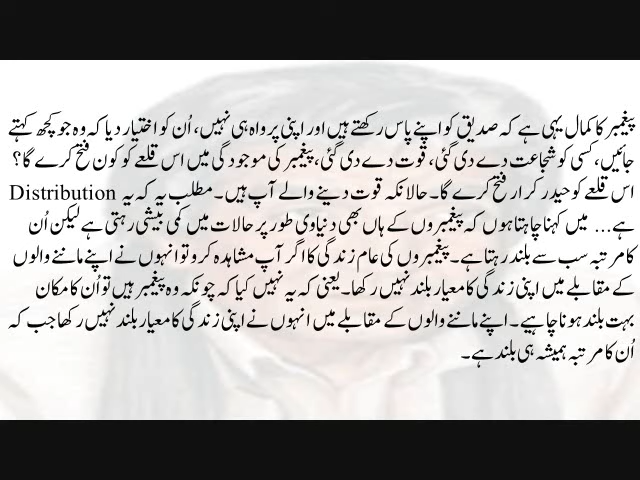 پیغمبر کا کمال یہی ہے کہ صدیق کو اپنے پاس رکھتے ہیں اور اپنی پرواہ ہی نہیں، اُن کو اختیار دیا کہ وہ جو کچھ کہتے
جائیں، کسی کو شجاعت دے دی گئی، قوت دے دی گئی، پیغمبر کی موجودگی میں اس قلعے کو کون فتح کرے گا؟
اس قلعے کو حیدر کرار فتح کرے گا۔ حالانکہ قوت دینے والے آپ ہیں۔ مطلب یہ کہ یہ Distribution
ہے... میں کہنا چاہتا ہوں کہ پیغمبروں کے ہاں بھی دنیاوی طور پر حالات میں کمی بیشی رہتی ہے لیکن اُن
کا مرتبہ سب سے بلند رہتا ہے۔ پیغمبروں کی عام زندگی کا اگر آپ مشاہدہ کرو تو انہوں نے اپنے ماننے والوں
کے مقابلے میں اپنی زندگی کا معیار بلند نہیں رکھا۔ یعنی کہ یہ نہیں کیا کہ چونکہ وہ پیغمبر ہیں تو اُن کا مکان
بہت بلند ہونا چاہیے۔ اپنے ماننے والوں کے مقابلے میں انہوں نے اپنی زندگی کا معیار بلند نہیں رکھا جب کہ
اُن کا مرتبہ ہمیشہ ہی بلند ہے۔